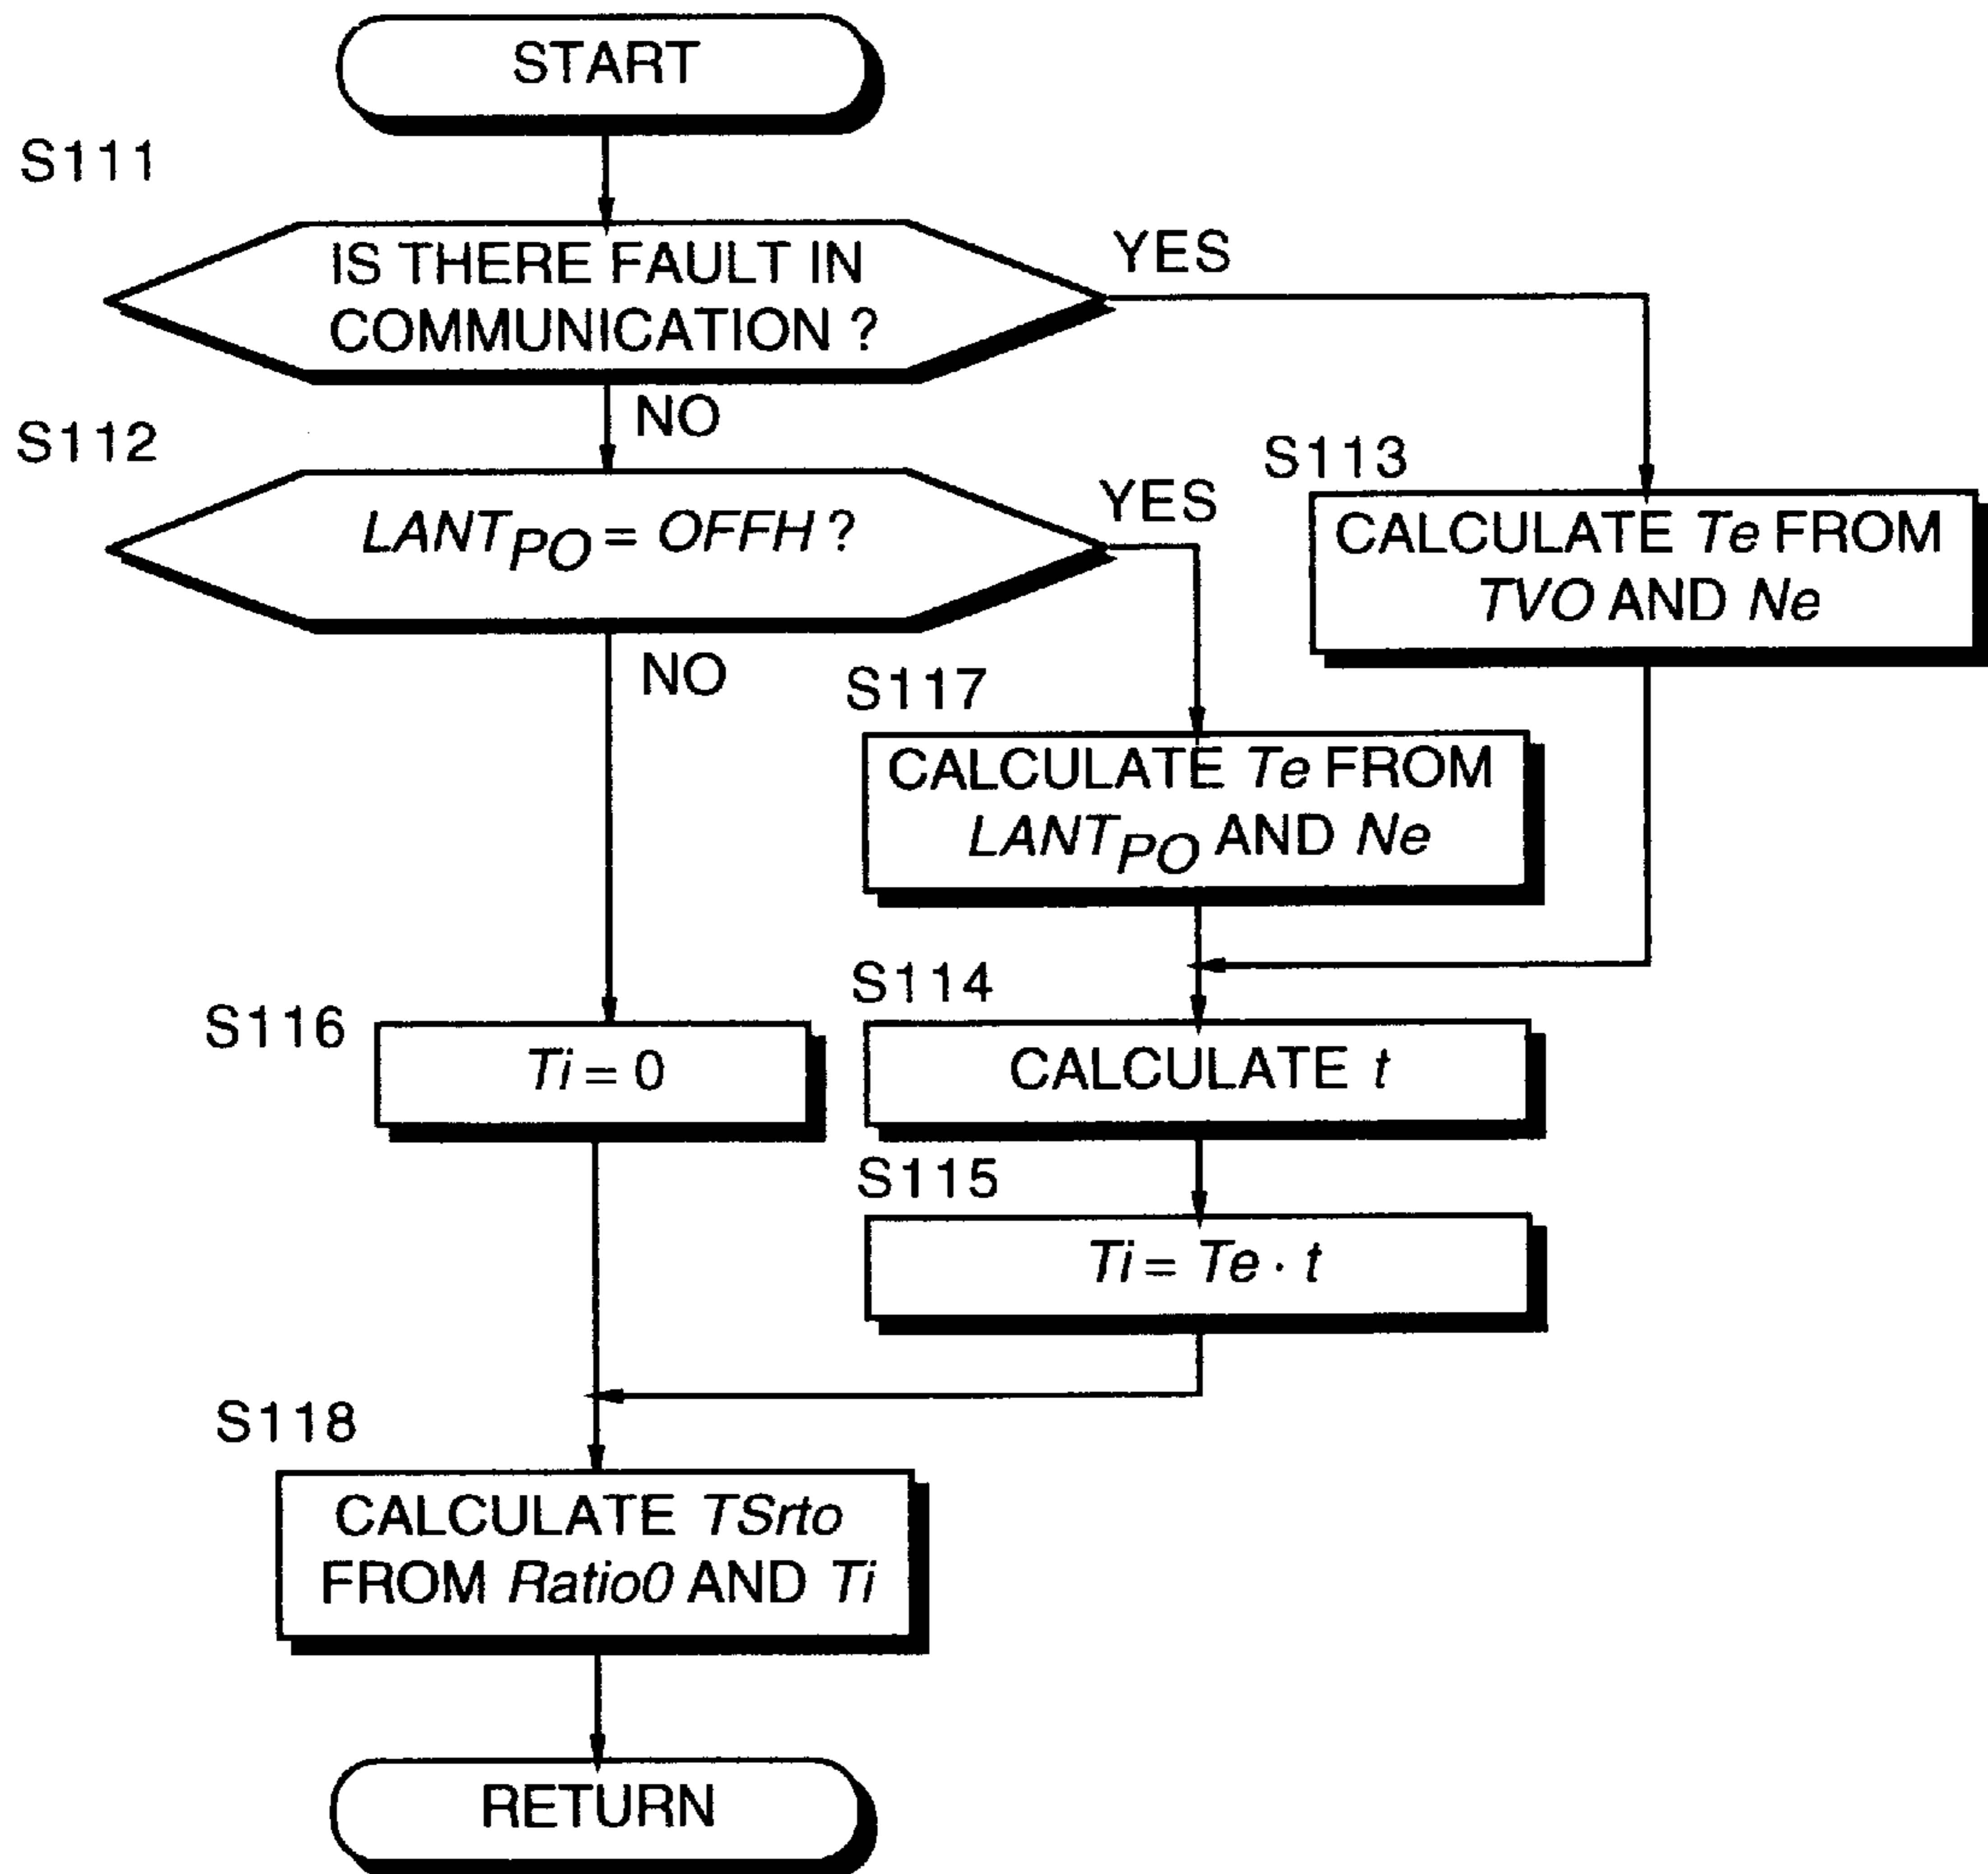 START
S111
IS THERE FAULT IN
COMMUNICATION ?
YES
NO
S112
LANTPO = OFFH ?
YES
NO
S113
CALCULATE Te FROM
TVO AND Ne
S117
CALCULATE Te FROM
LANTPO AND Ne
S114
CALCULATE t
S116
Ti = 0
S115
Ti = Te · t
S118
CALCULATE TSrto
FROM Ratio0 AND Ti
RETURN